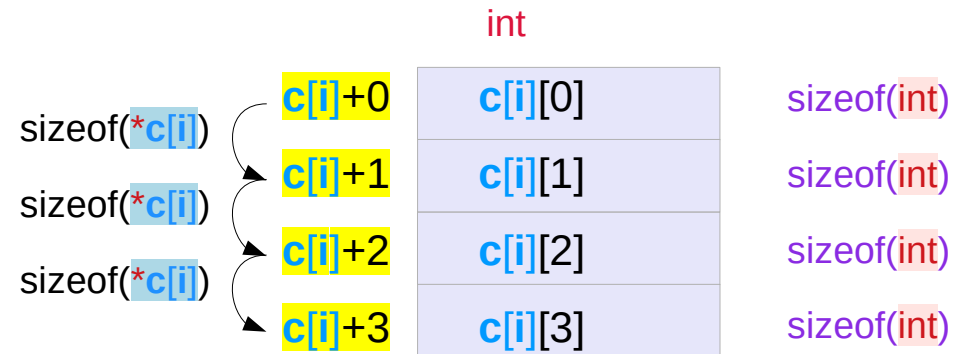 int
c[i]+0 c[i][0] sizeof(int)
sizeof(*c[i])
c[i]+1 c[i][1] sizeof(int)
sizeof(*c[i])
c[i]+2 c[i][2] sizeof(int)
sizeof(*c[i])
c[i]+3 c[i][3] sizeof(int)